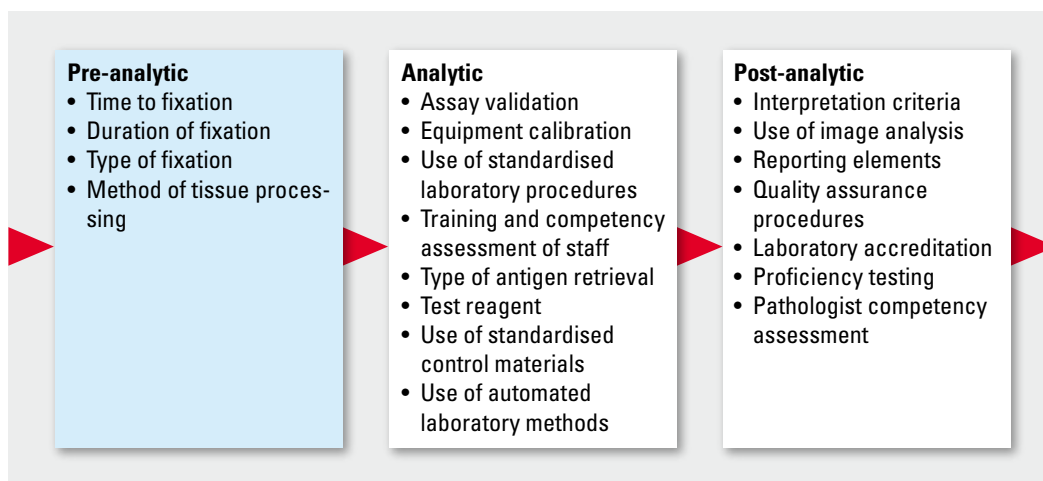 Pre-analytic
• Time to fixation
• Duration of fixation
• Type of fixation
• Method of tissue proces-
sing
Analytic
• Assay validation
• Equipment calibration
• Use of standardised
laboratory procedures
• Training and competency
assessment of staff
• Type of antigen retrieval
• Test reagent
• Use of standardised
control materials
• Use of automated
laboratory methods
Post-analytic
• Interpretation criteria
• Use of image analysis
• Reporting elements
• Quality assurance
procedures
• Laboratory accreditation
• Proficiency testing
• Pathologist competency
assessment